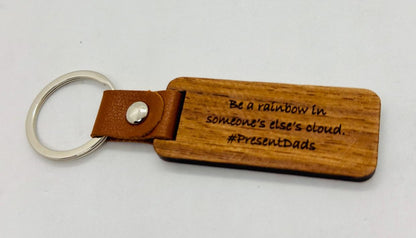 Be a rainbow in
someone's else's cloud.
#PresentDads